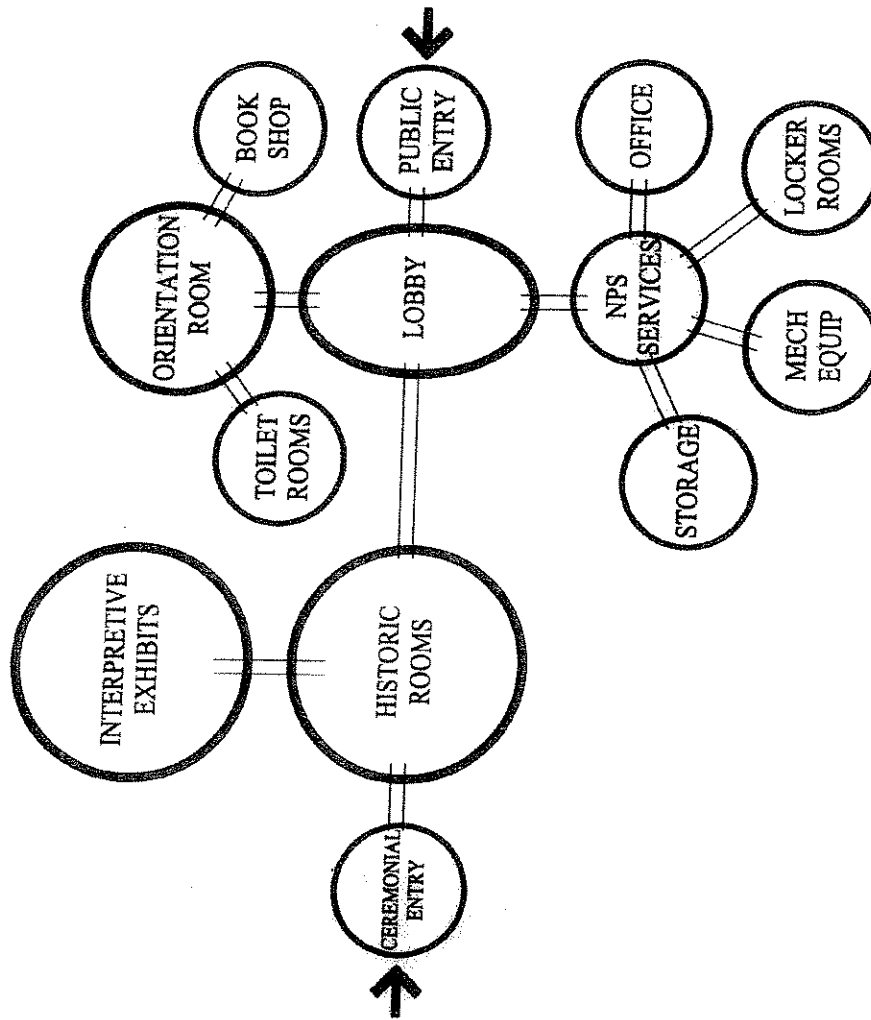 INTERPRETIVE
EXHIBITS
ORIENTATION
ROOM
BOOK
SHOP
TOILET
ROOMS
CEREMONIAL
ENTRY
HISTORIC
ROOMS
LOBBY
PUBLIC
ENTRY
NPS
SERVICES
OFFICE
STORAGE
MECH
EQUIP
LOCKER
ROOMS